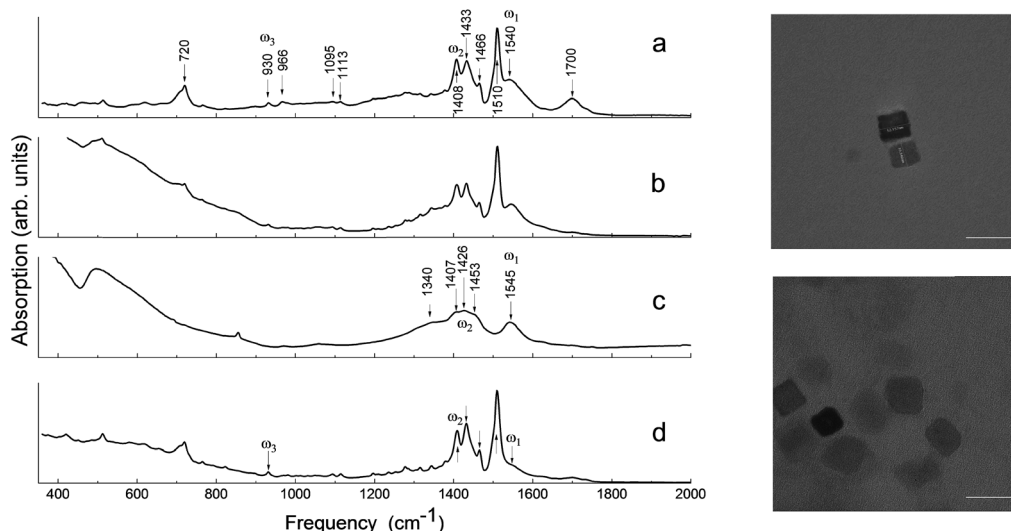 ω1
1433
ω3
ω2
1466
1540
720
930
966
1095
1113
1700
a
1408
1510
b
Absorption (arb. units)
ω1
1426
1407
1453
1340
1545
c
ω2
ω2
ω3
ω1
d
400 600 800 1000 1200 1400 1600 1800 2000
Frequency (cm-1)